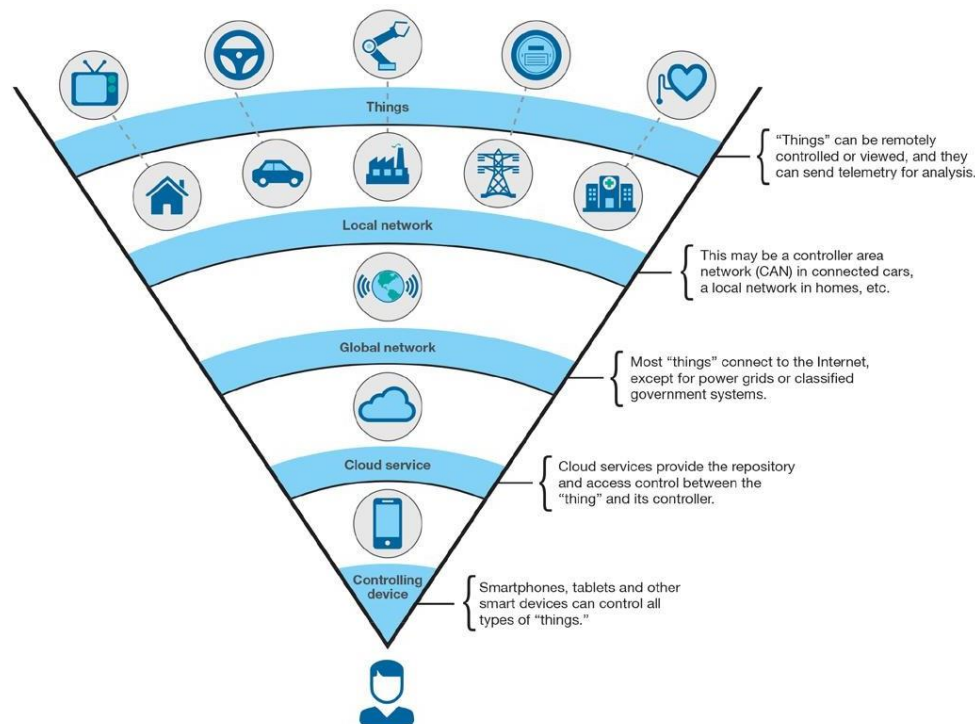 Things
"Things" can be remotely
controlled or viewed, and they
can send telemetry for analysis.
Local network
This may be a controller area
network (CAN) in connected cars,
a local network in homes, etc.
Global network
Most "things" connect to the Internet,
except for power grids or classified
government systems.
Cloud service
Cloud services provide the repository
and access control between the
"thing" and its controller.
Controlling
device
Smartphones, tablets and other
smart devices can control all
types of "things."